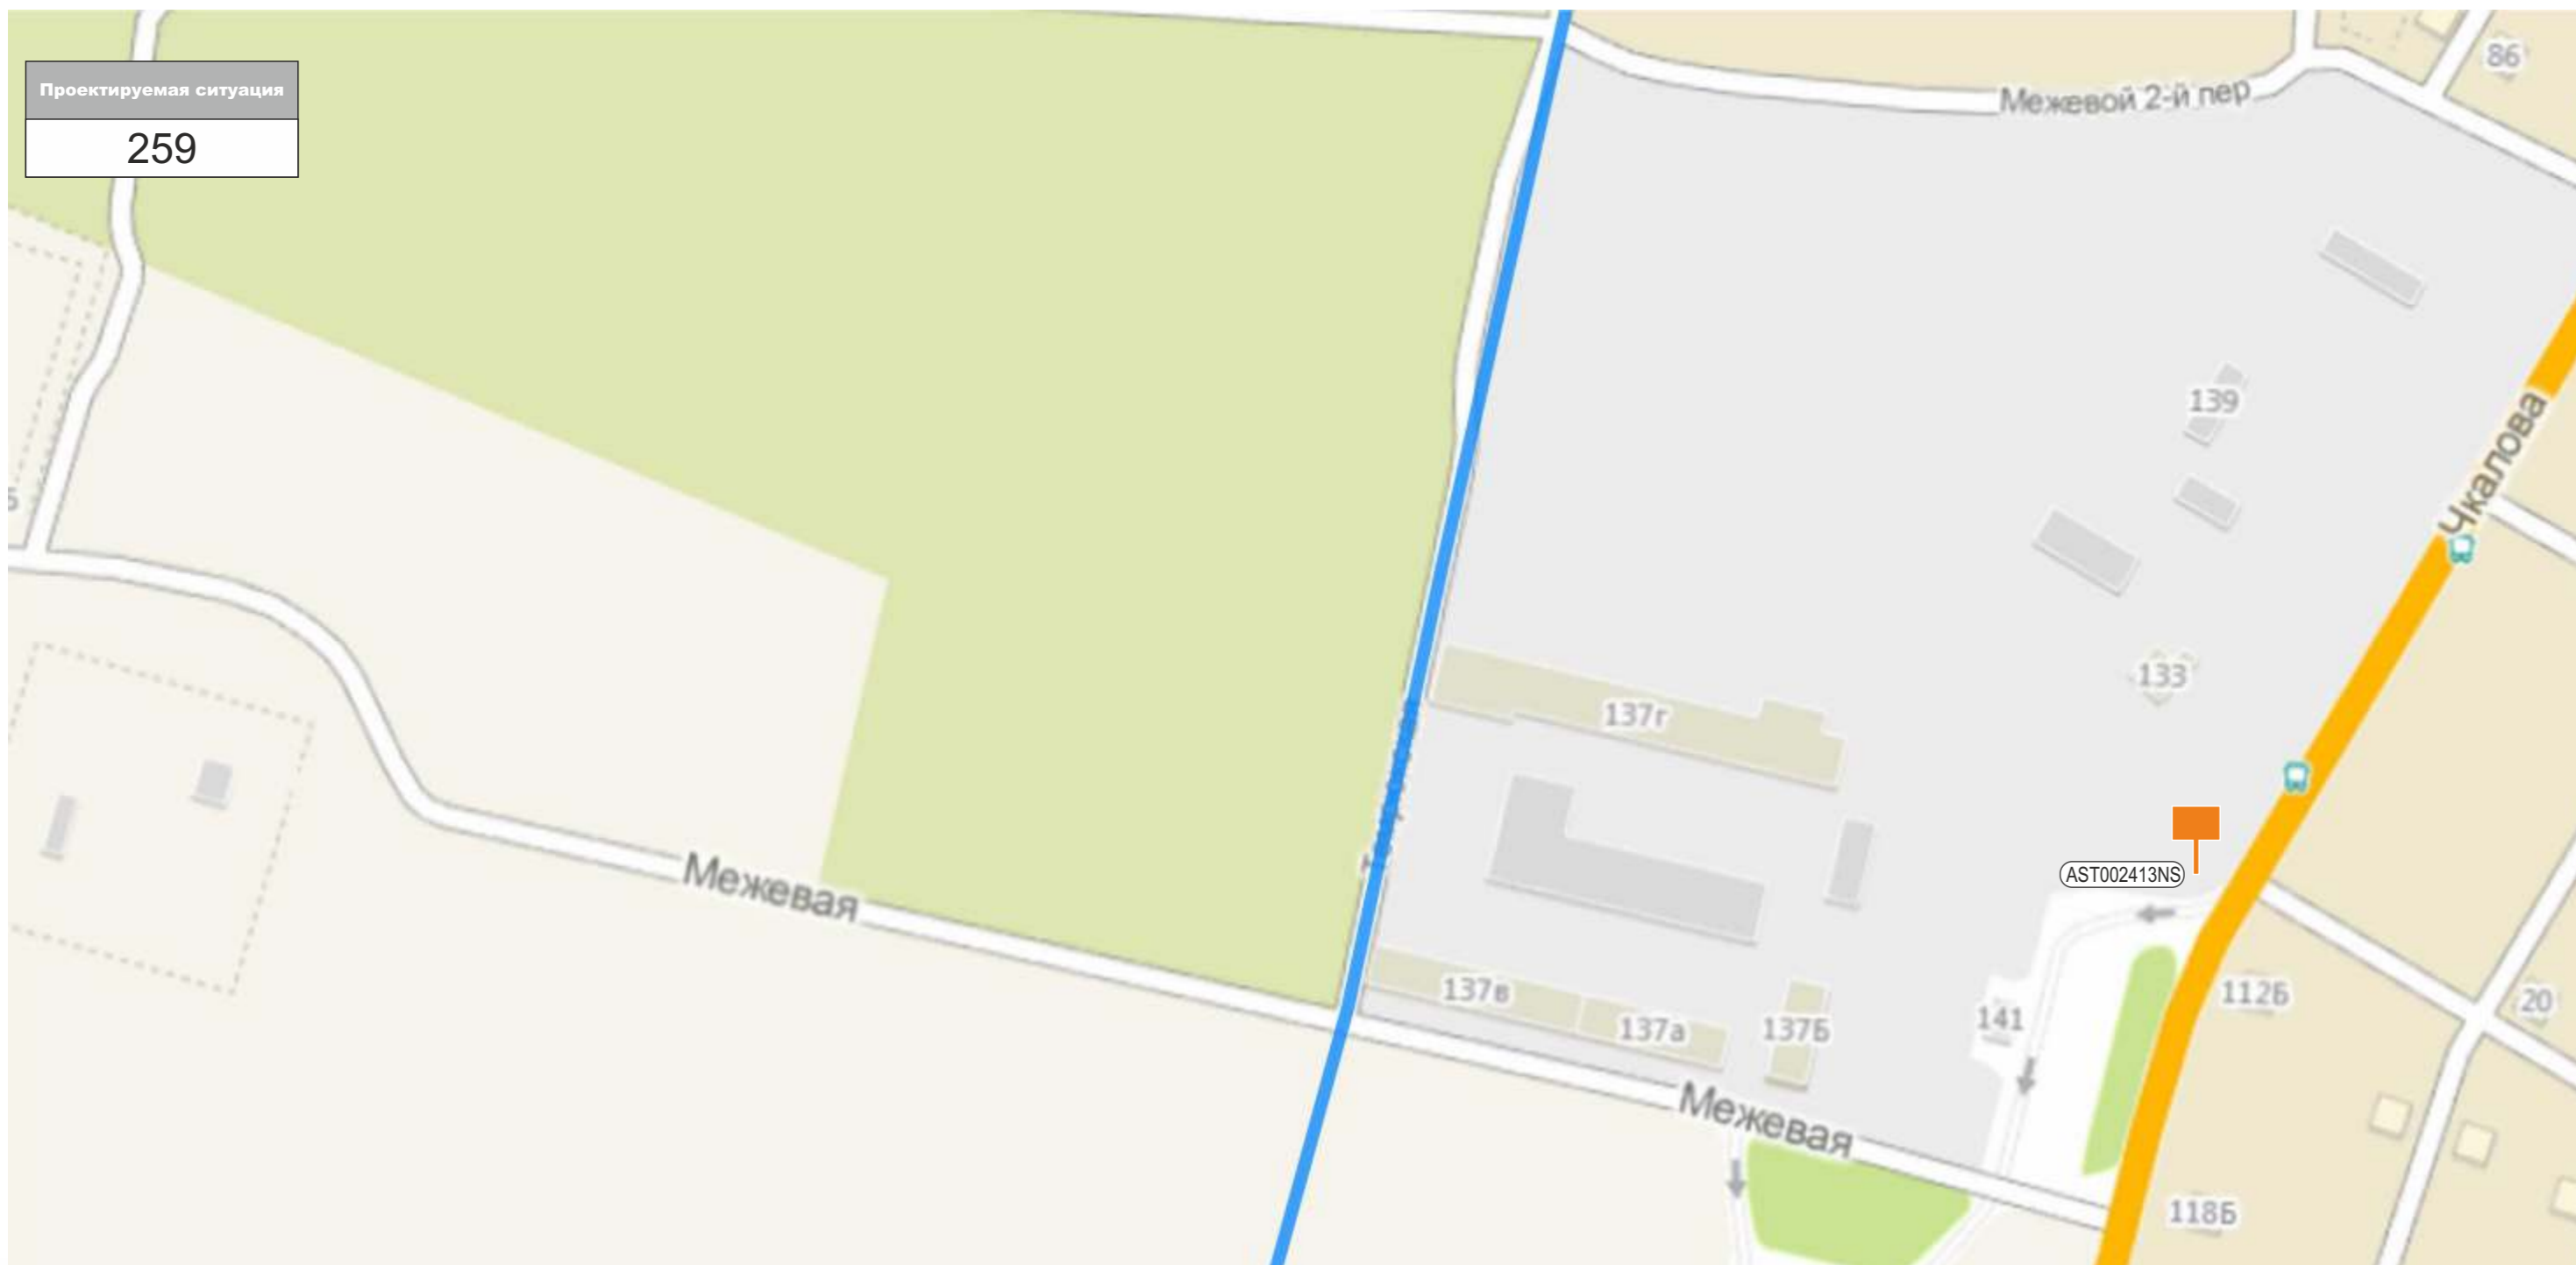 Проектируемая ситуация
259
86
Межевой 2-й пер
139
Чкалова
133
137г
AST002413NS
Межевая
137в
137а
137Б
141
112Б
20
Межевая
118Б